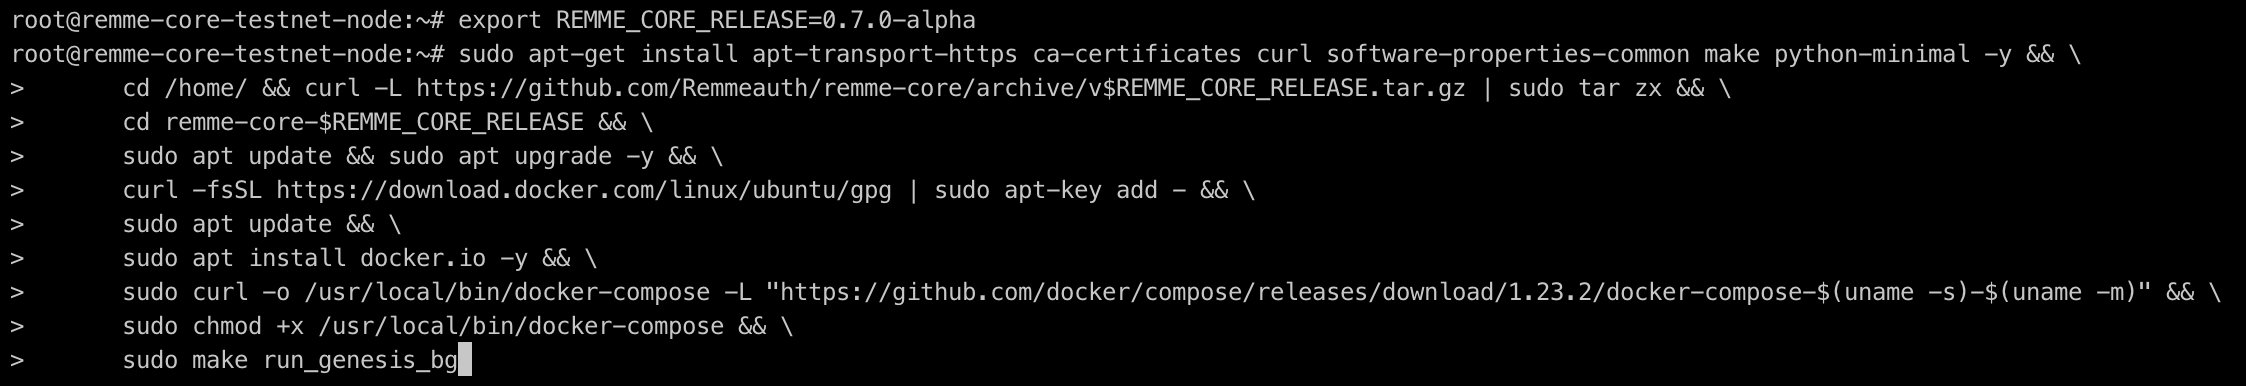 root@remme-core-testnet-node:~# export REMME_CORE_RELEASE=0.7.0-alpha
root@remme-core-testnet-node:~# sudo apt-get install apt-transport-https ca-certificates curl software-properties-common make python-minimal -y && \
>       cd /home/ && curl -L https://github.com/Remmeauth/remme-core/archive/v$REMME_CORE_RELEASE.tar.gz | sudo tar zx && \
>       cd remme-core-$REMME_CORE_RELEASE && \
>       sudo apt update && sudo apt upgrade -y && \
>       curl -fsSL https://download.docker.com/linux/ubuntu/gpg | sudo apt-key add - && \
>       sudo apt update && \
>       sudo apt install docker.io -y && \
>       sudo curl -o /usr/local/bin/docker-compose -L "https://github.com/docker/compose/releases/download/1.23.2/docker-compose-$(uname -s)-$(uname -m)" && \
>       sudo chmod +x /usr/local/bin/docker-compose && \
>       sudo make run_genesis_bg